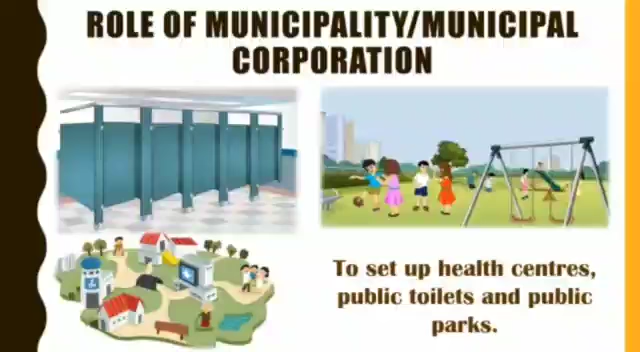 ROLE OF MUNICIPALITY/MUNICIPAL
CORPORATION
To set up health centres,
public toilets and public
parks.